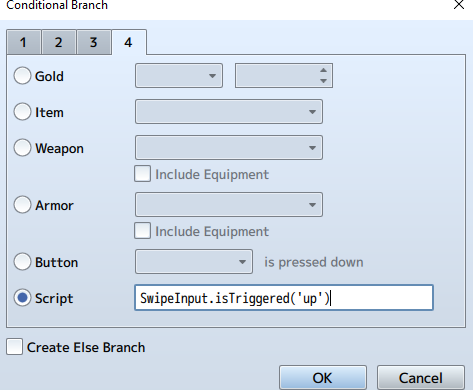 Conditional Branch
1 2 3 4
Gold
Item
Weapon
Include Equipment
Armor
Include Equipment
Button is pressed down
Script SwipeInput.isTriggered('up')
Create Else Branch
OK Cancel